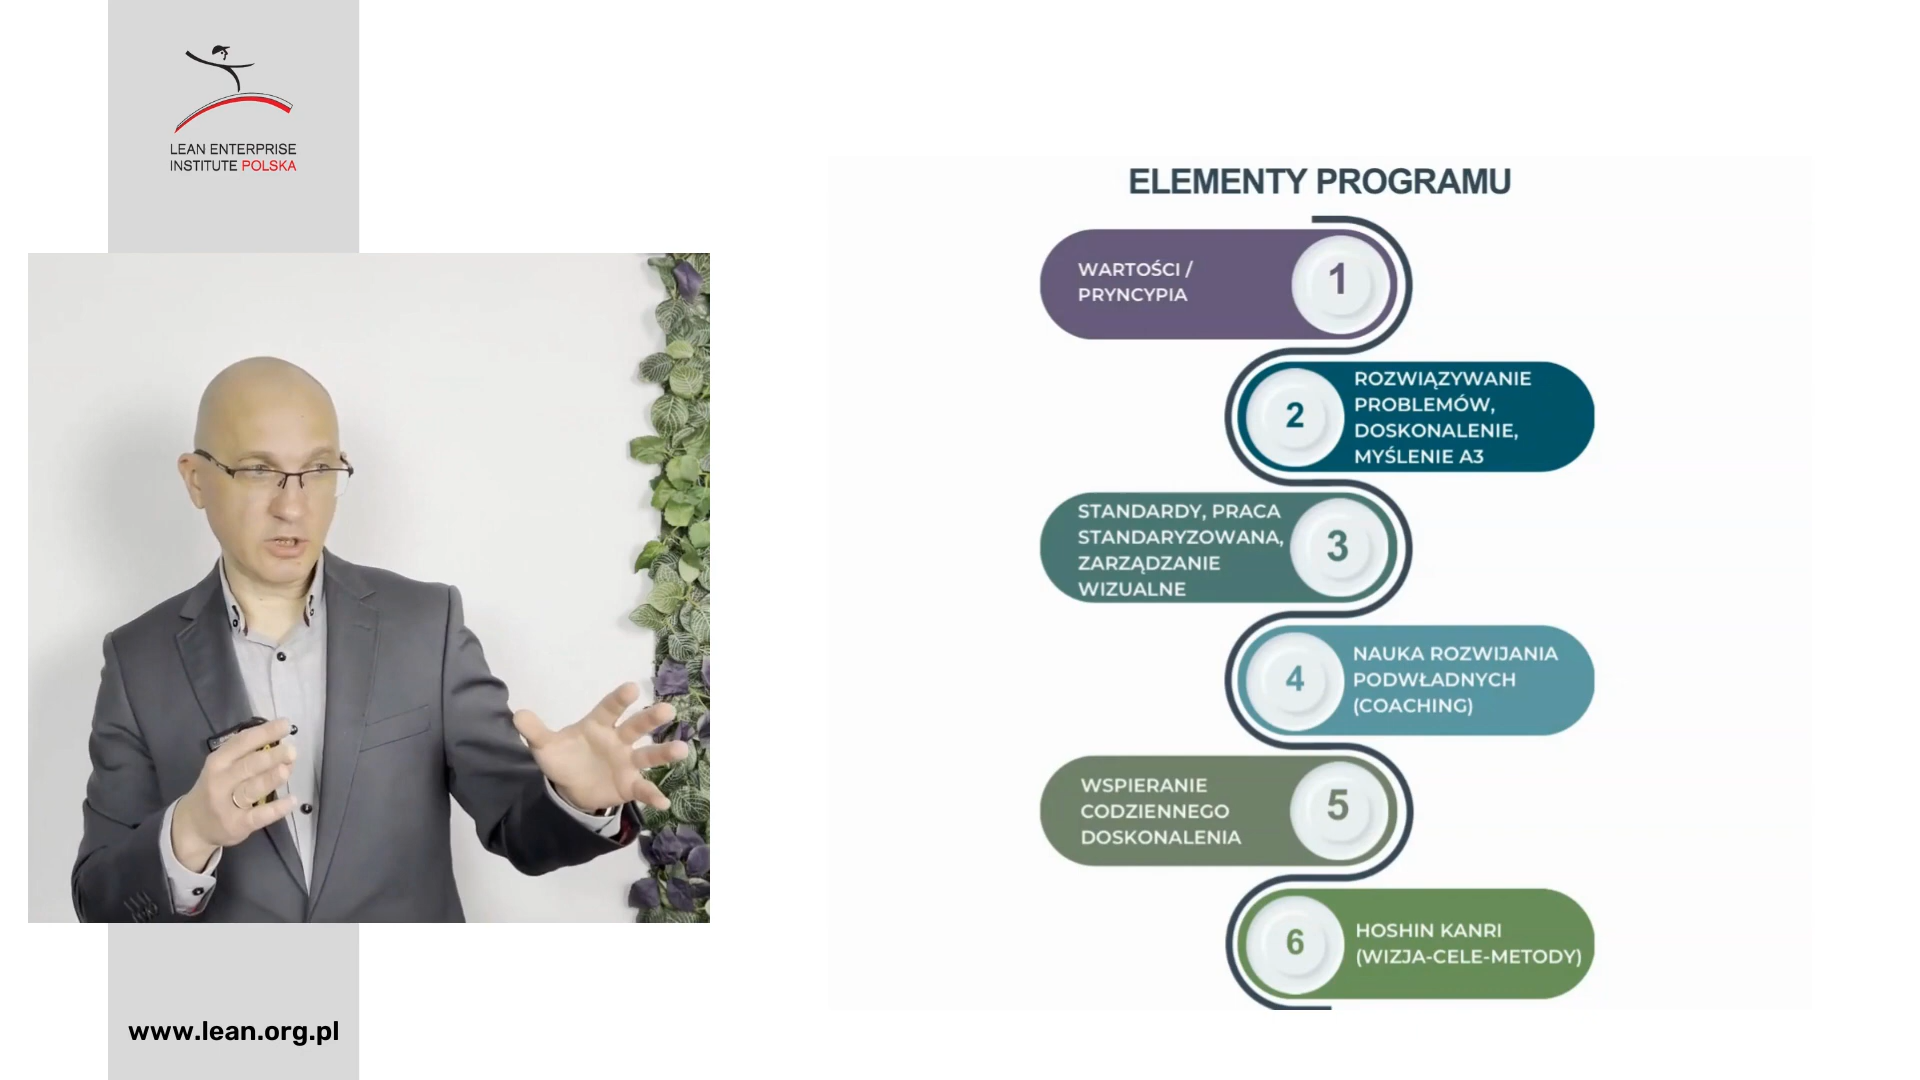 LEAN ENTERPRISE
INSTITUTE POLSKA
www.lean.org.pl
ELEMENTY PROGRAMU
WARTOŚCI /
PRYNCYPIA
1
2
ROZWIĄZYWANIE
PROBLEMÓW,
DOSKONALENIE,
MYŚLENIE A3
STANDARDY, PRACA
STANDARYZOWANA,
ZARZĄDZANIE
WIZUALNE
3
4
NAUKA ROZWIJANIA
PODWŁADNYCH
(COACHING)
WSPIERANIE
CODZIENNEGO
DOSKONALENIA
5
6
HOSHIN KANRI
(WIZJA-CELE-METODY)